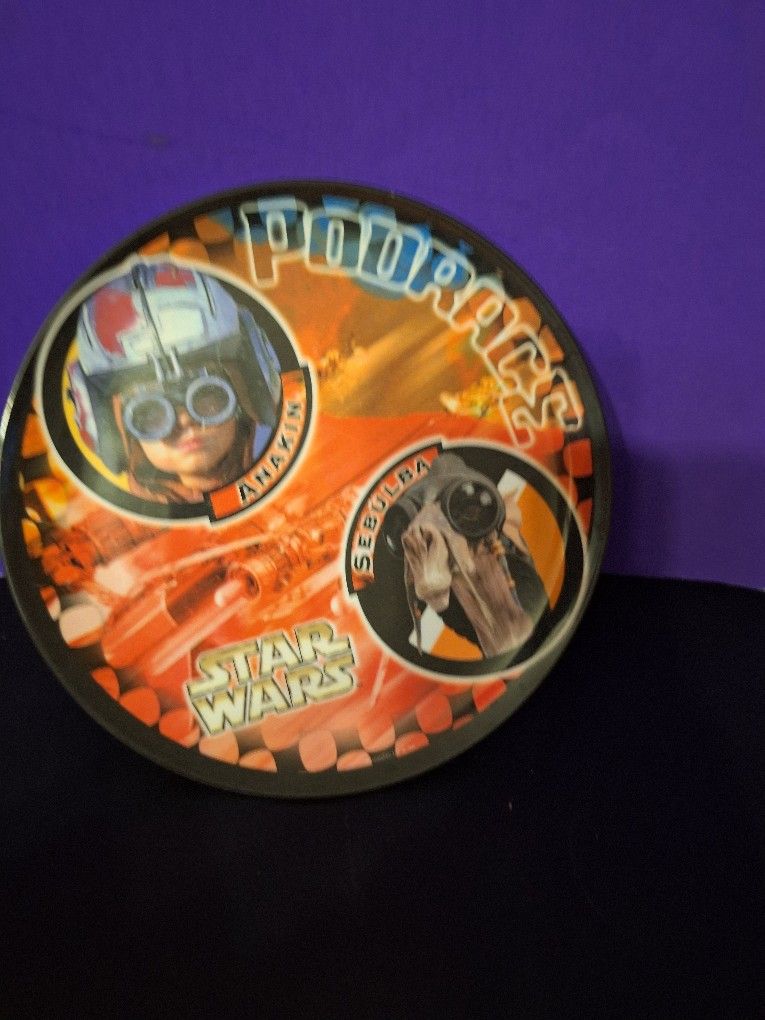 PODRACE
ANAKIN
SEBULBA
STAR
WARS